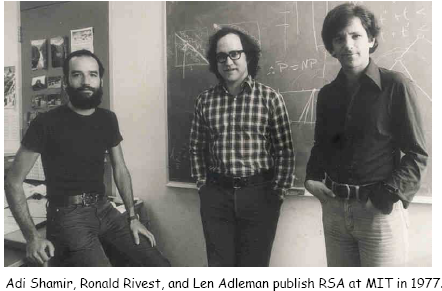 ∴ P = NP
Adi Shamir, Ronald Rivest, and Len Adleman publish RSA at MIT in 1977.